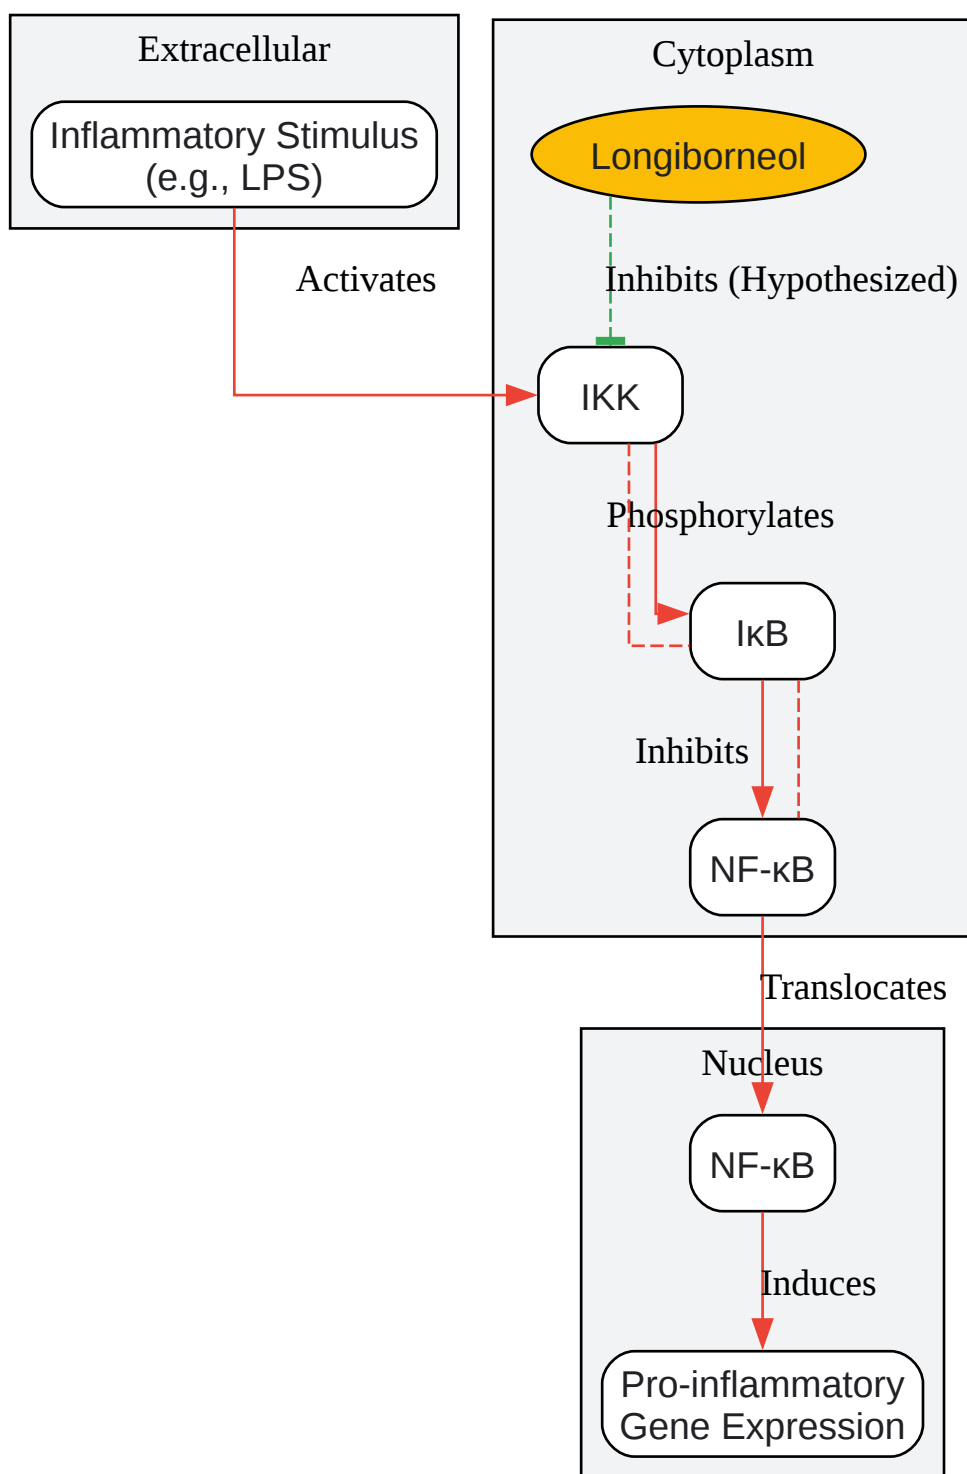 Extracellular
Inflammatory Stimulus
(e.g., LPS)
Activates
Cytoplasm
Longiborneol
Inhibits (Hypothesized)
IKK
Phosphorylates
IκB
Inhibits
NF-κB
Translocates
Nucleus
NF-κB
Induces
Pro-inflammatory
Gene Expression